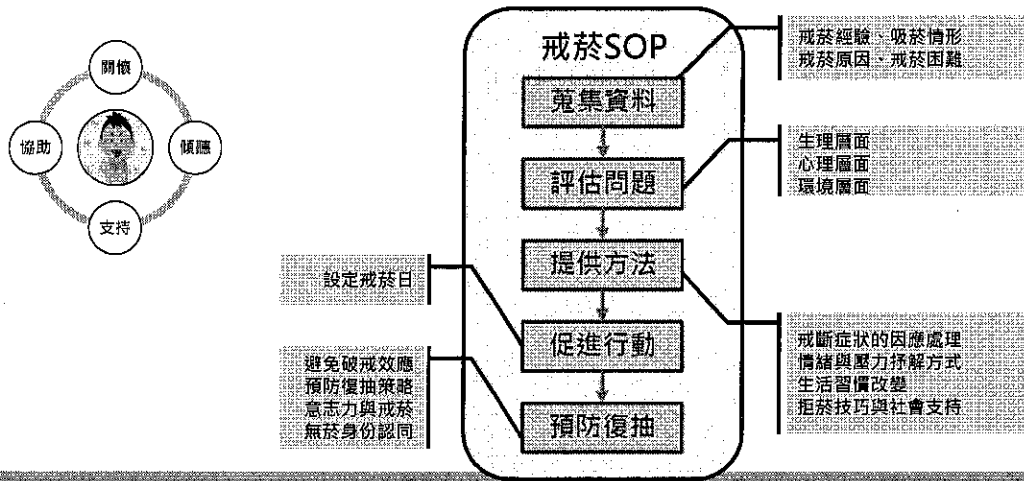 關懷
協助
傾聽
支持
戒菸SOP
蒐集資料
評估問題
提供方法
促進行動
預防復抽
戒菸經驗、吸菸情形
戒菸原因、戒菸困難
生理層面
心理層面
環境層面
設定戒菸日
戒斷症狀的因應處理
情緒與壓力抒解方式
生活習慣改變
拒菸技巧與社會支持
避免破戒效應
預防復抽策略
意志力與戒菸
無菸身份認同